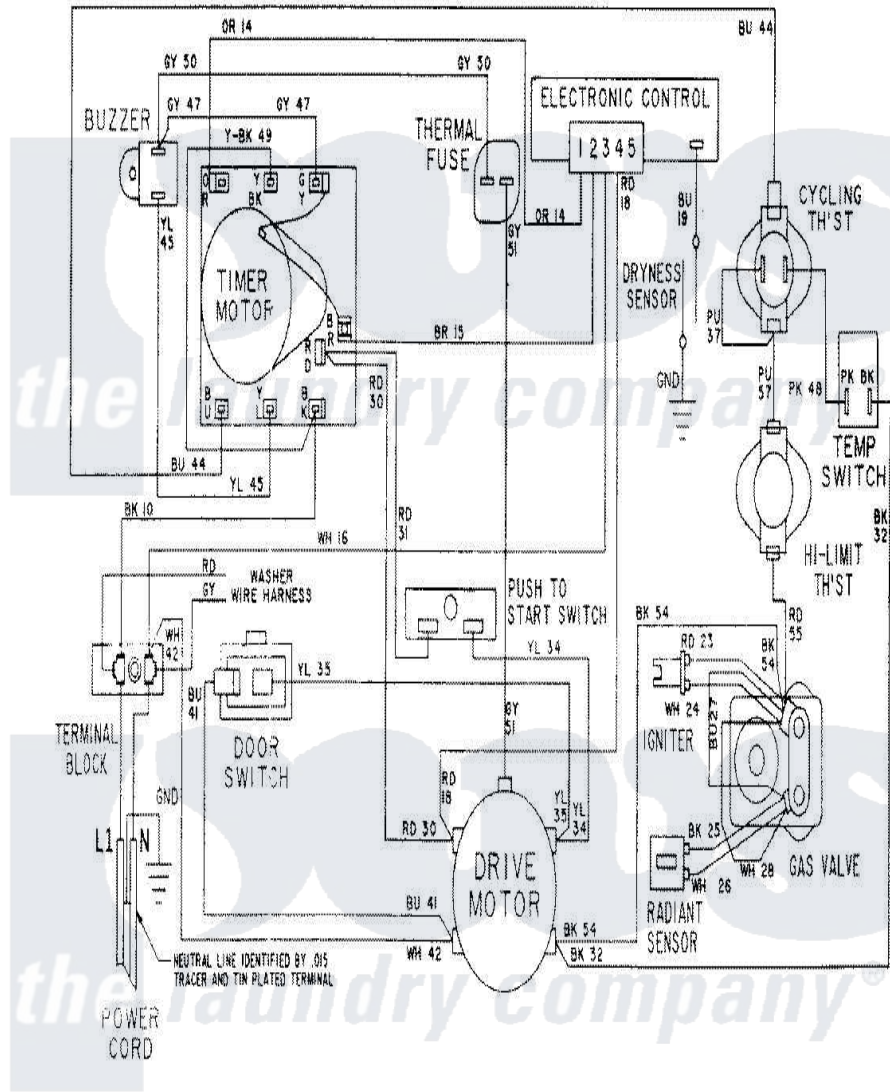 OR 14
BU 44
GY 50
GY 50
GY 47
GY 47
BUZZER
Y-BK 49
THERMAL
FUSE
ELECTRONIC CONTROL
1 2 3 4 5
RD
18
OR 14
GY
51
BU
19
CYCLING
TH'ST
O
R
Y
BK
G
Y
YL
45
TIMER
MOTOR
DRYNESS
SENSOR
B
R
BR 15
R
D
RD
30
PU
37
GND
PU
57
PK 48
PK BK
TEMP
SWITCH
B
U
Y
L
B
K
BU 44
YL 45
BK 10
RD
31
WH 16
BK
32
HI-LIMIT
TH'ST
RD
GY
WASHER
WIRE HARNESS
PUSH TO
START SWITCH
WH
42
YL 34
BK 54
RD
55
RD 23
BK
54
YL 35
BU
41
WH 24
BU27
IGNITER
TERMINAL
BLOCK
DOOR
SWITCH
GY
51
GND
RD
18
YL
35
YL
34
RD 30
L1
N
DRIVE
MOTOR
BK 25
WH 26
WH 28
GAS VALVE
RADIANT
SENSOR
BU 41
WH 42
BK 54
BK 32
NEUTRAL LINE IDENTIFIED BY .015
TRACER AND TIN PLATED TERMINAL
POWER
CORD
the laundry company®
the laundry company®